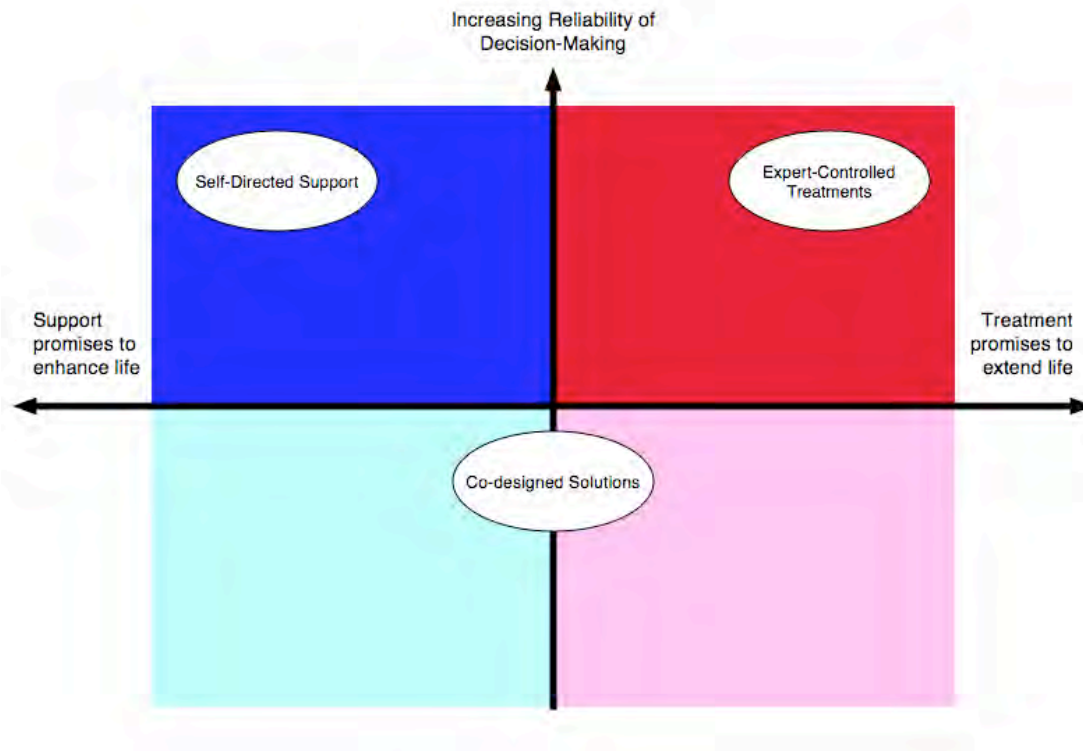 Increasing Reliability of
Decision-Making
Self-Directed Support
Expert-Controlled
Treatments
Support
promises to
enhance life
Treatment
promises to
extend life
Co-designed Solutions